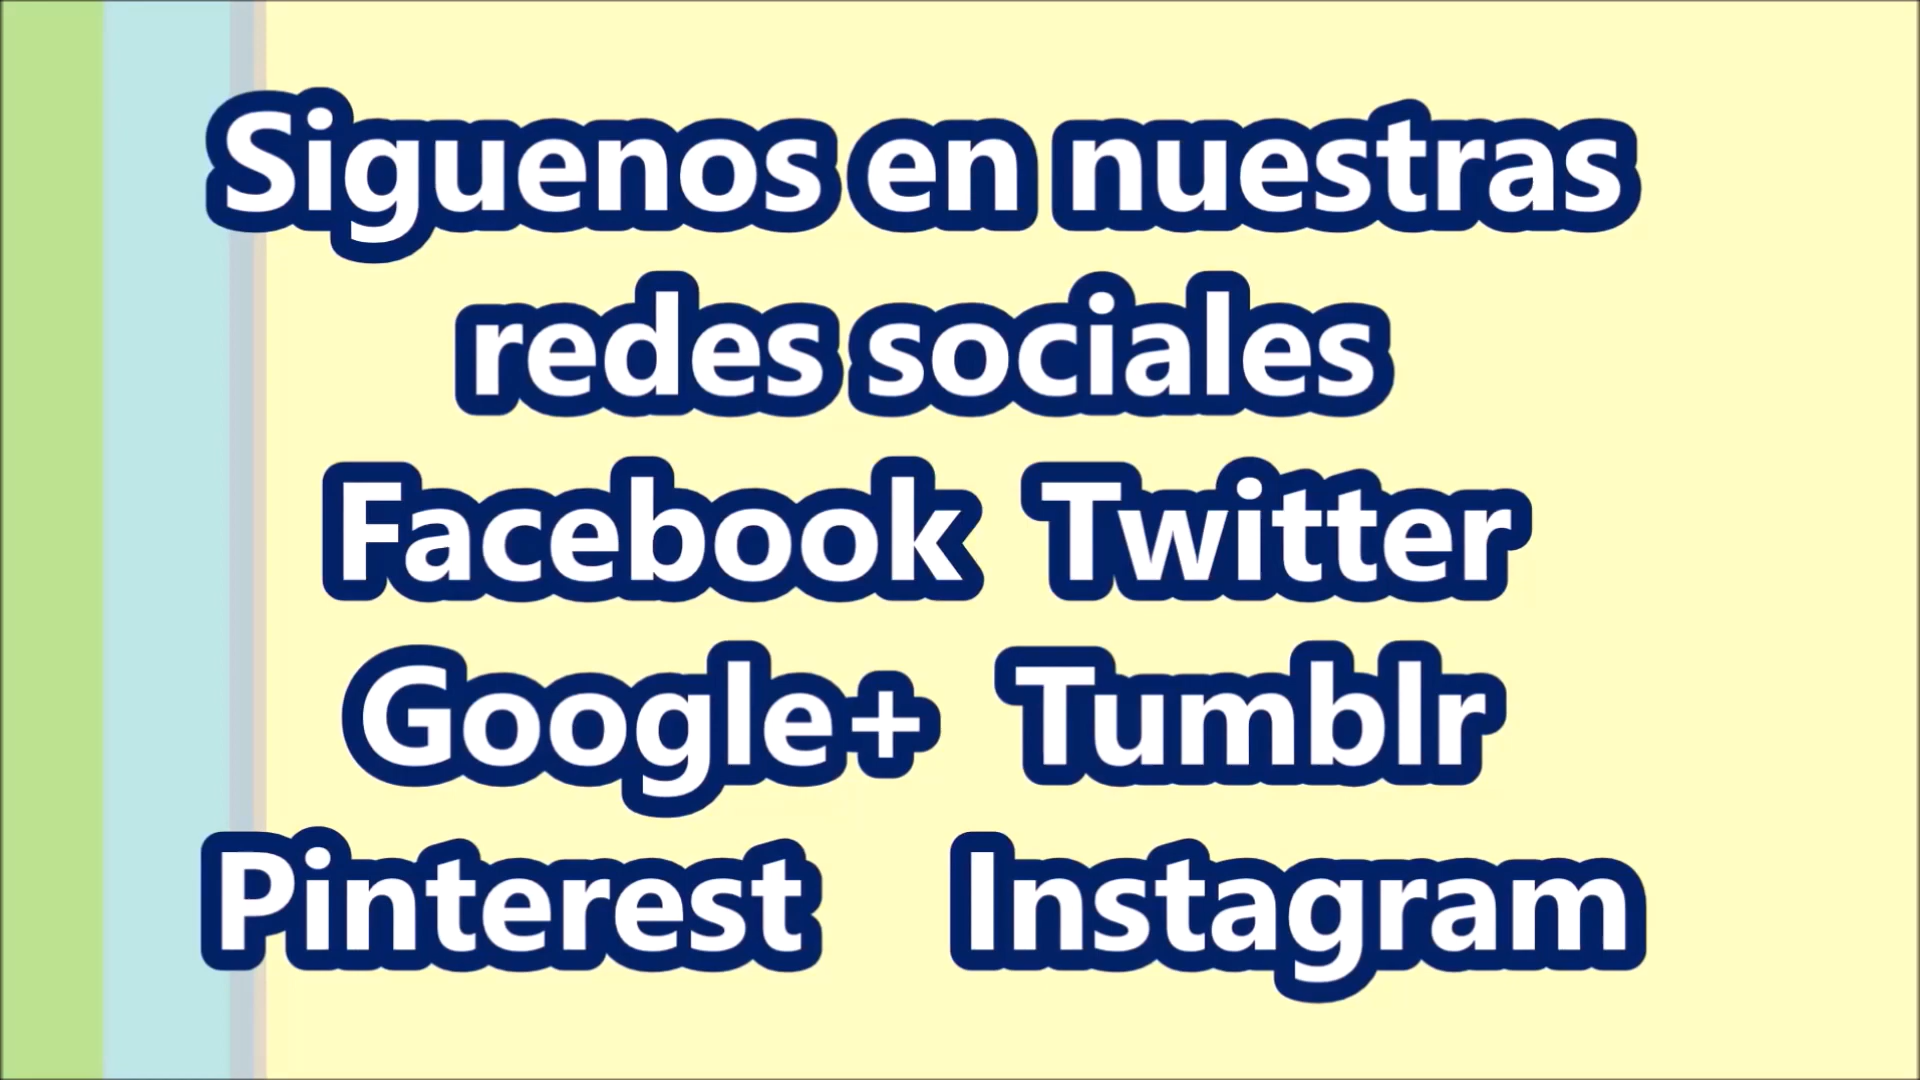 Siguenos en nuestras
redes sociales
Facebook Twitter
Google+ Tumblr
Pinterest Instagram